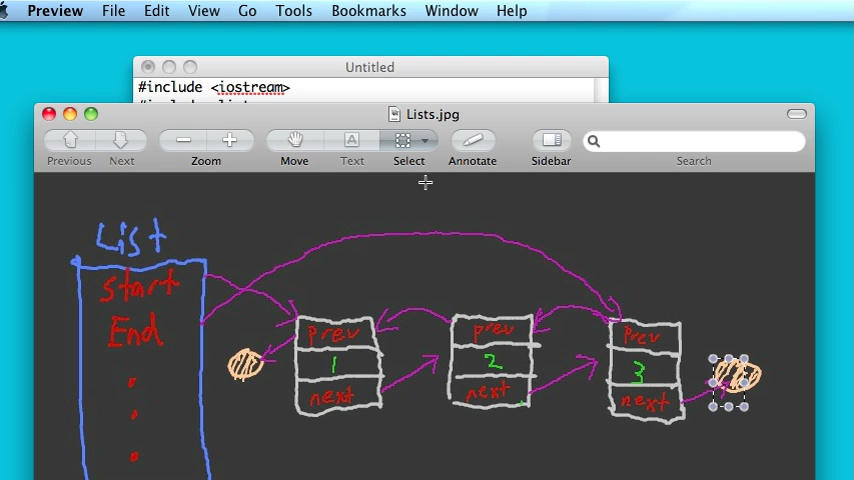 Preview File Edit View Go Tools Bookmarks Window Help
Untitled
#include <iostream>
Lists.jpg
Previous Next Zoom Move Text Select Annotate Sidebar Search
List
Start
End
prev
1
next
prev
2
next
prev
3
next